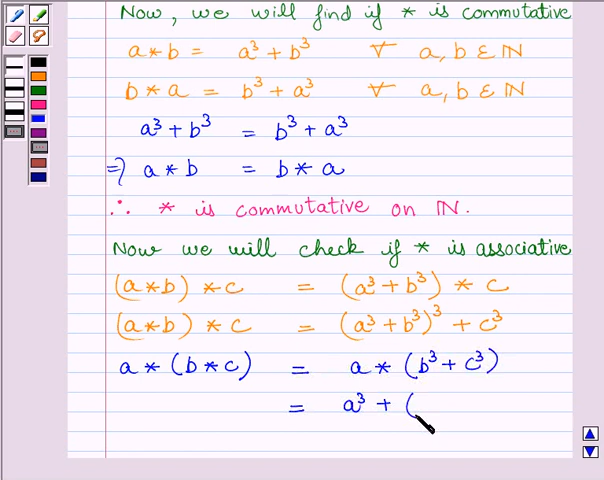 Now, we will find if * is commutative
a * b = a³ + b³ ∀ a, b ∈ ℕ
b * a = b³ + a³ ∀ a, b ∈ ℕ
a³ + b³ = b³ + a³
⇒ a * b = b * a
∴ * is commutative on ℕ.
Now we will check if * is associative
(a * b) * c = (a³ + b³) * c
(a * b) * c = (a³ + b³)³ + c³
a * (b * c) = a * (b³ + c³)
= a³ + (